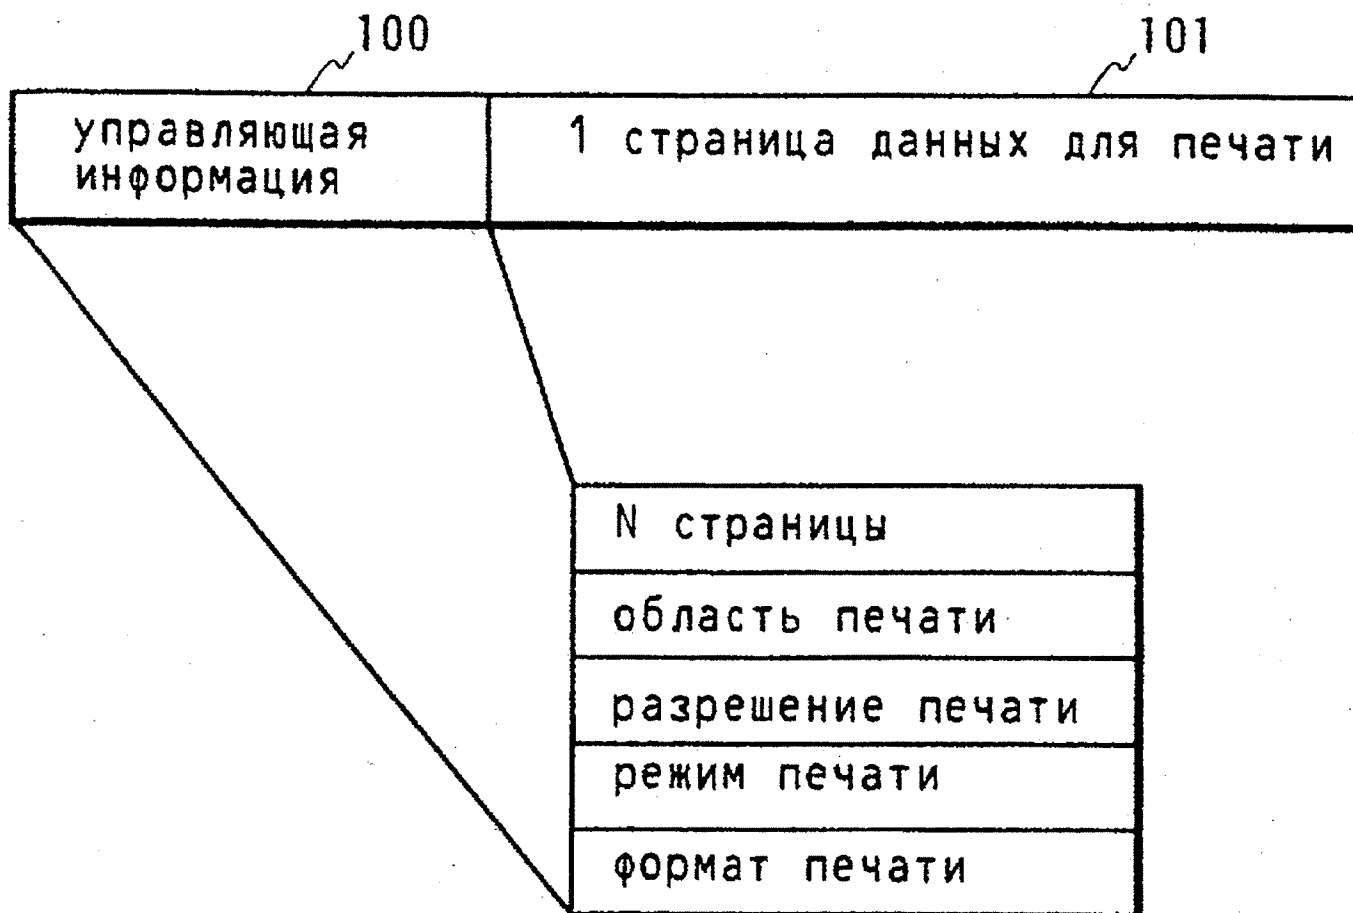 100
101
управляющая
информация
1 страница данных для печати
N страницы
область печати
разрешение печати
режим печати
формат печати